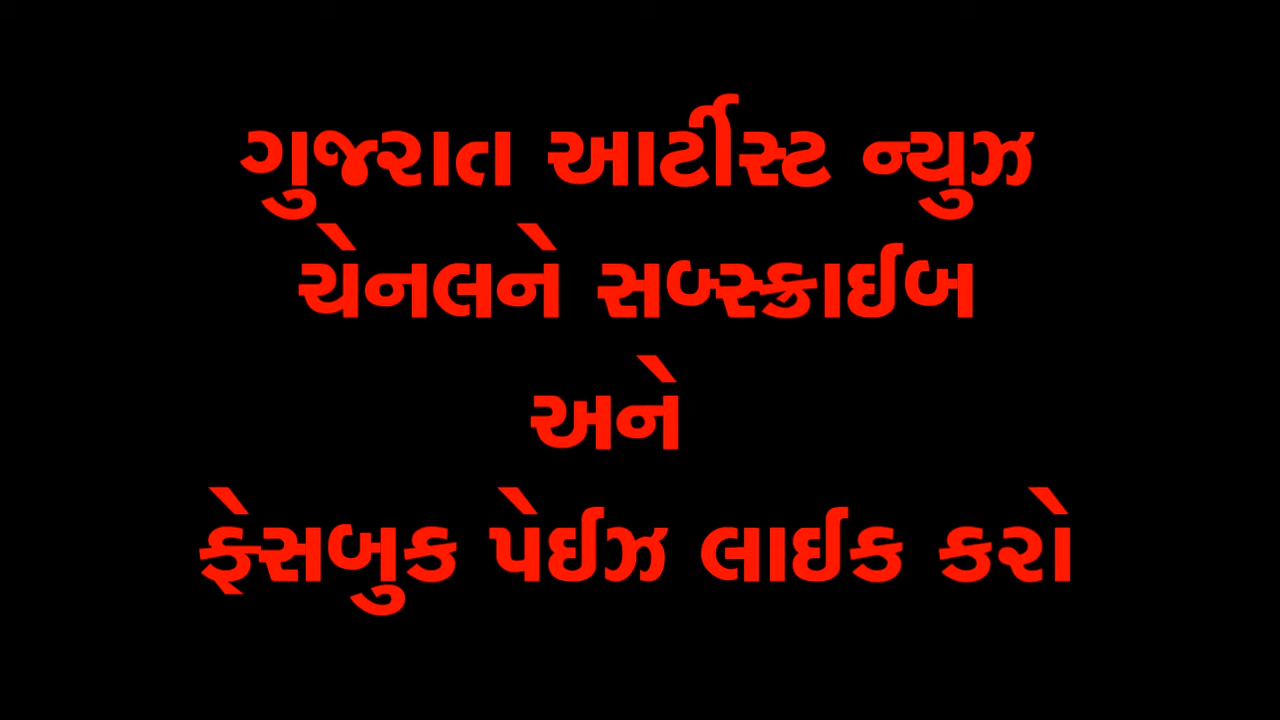 ગુજરાત આર્ટીસ્ટ ન્યુઝ
ચેનલને સબ્સ્ક્રાઈબ
અને
ફેસબુક પેઈઝ લાઈક કરો